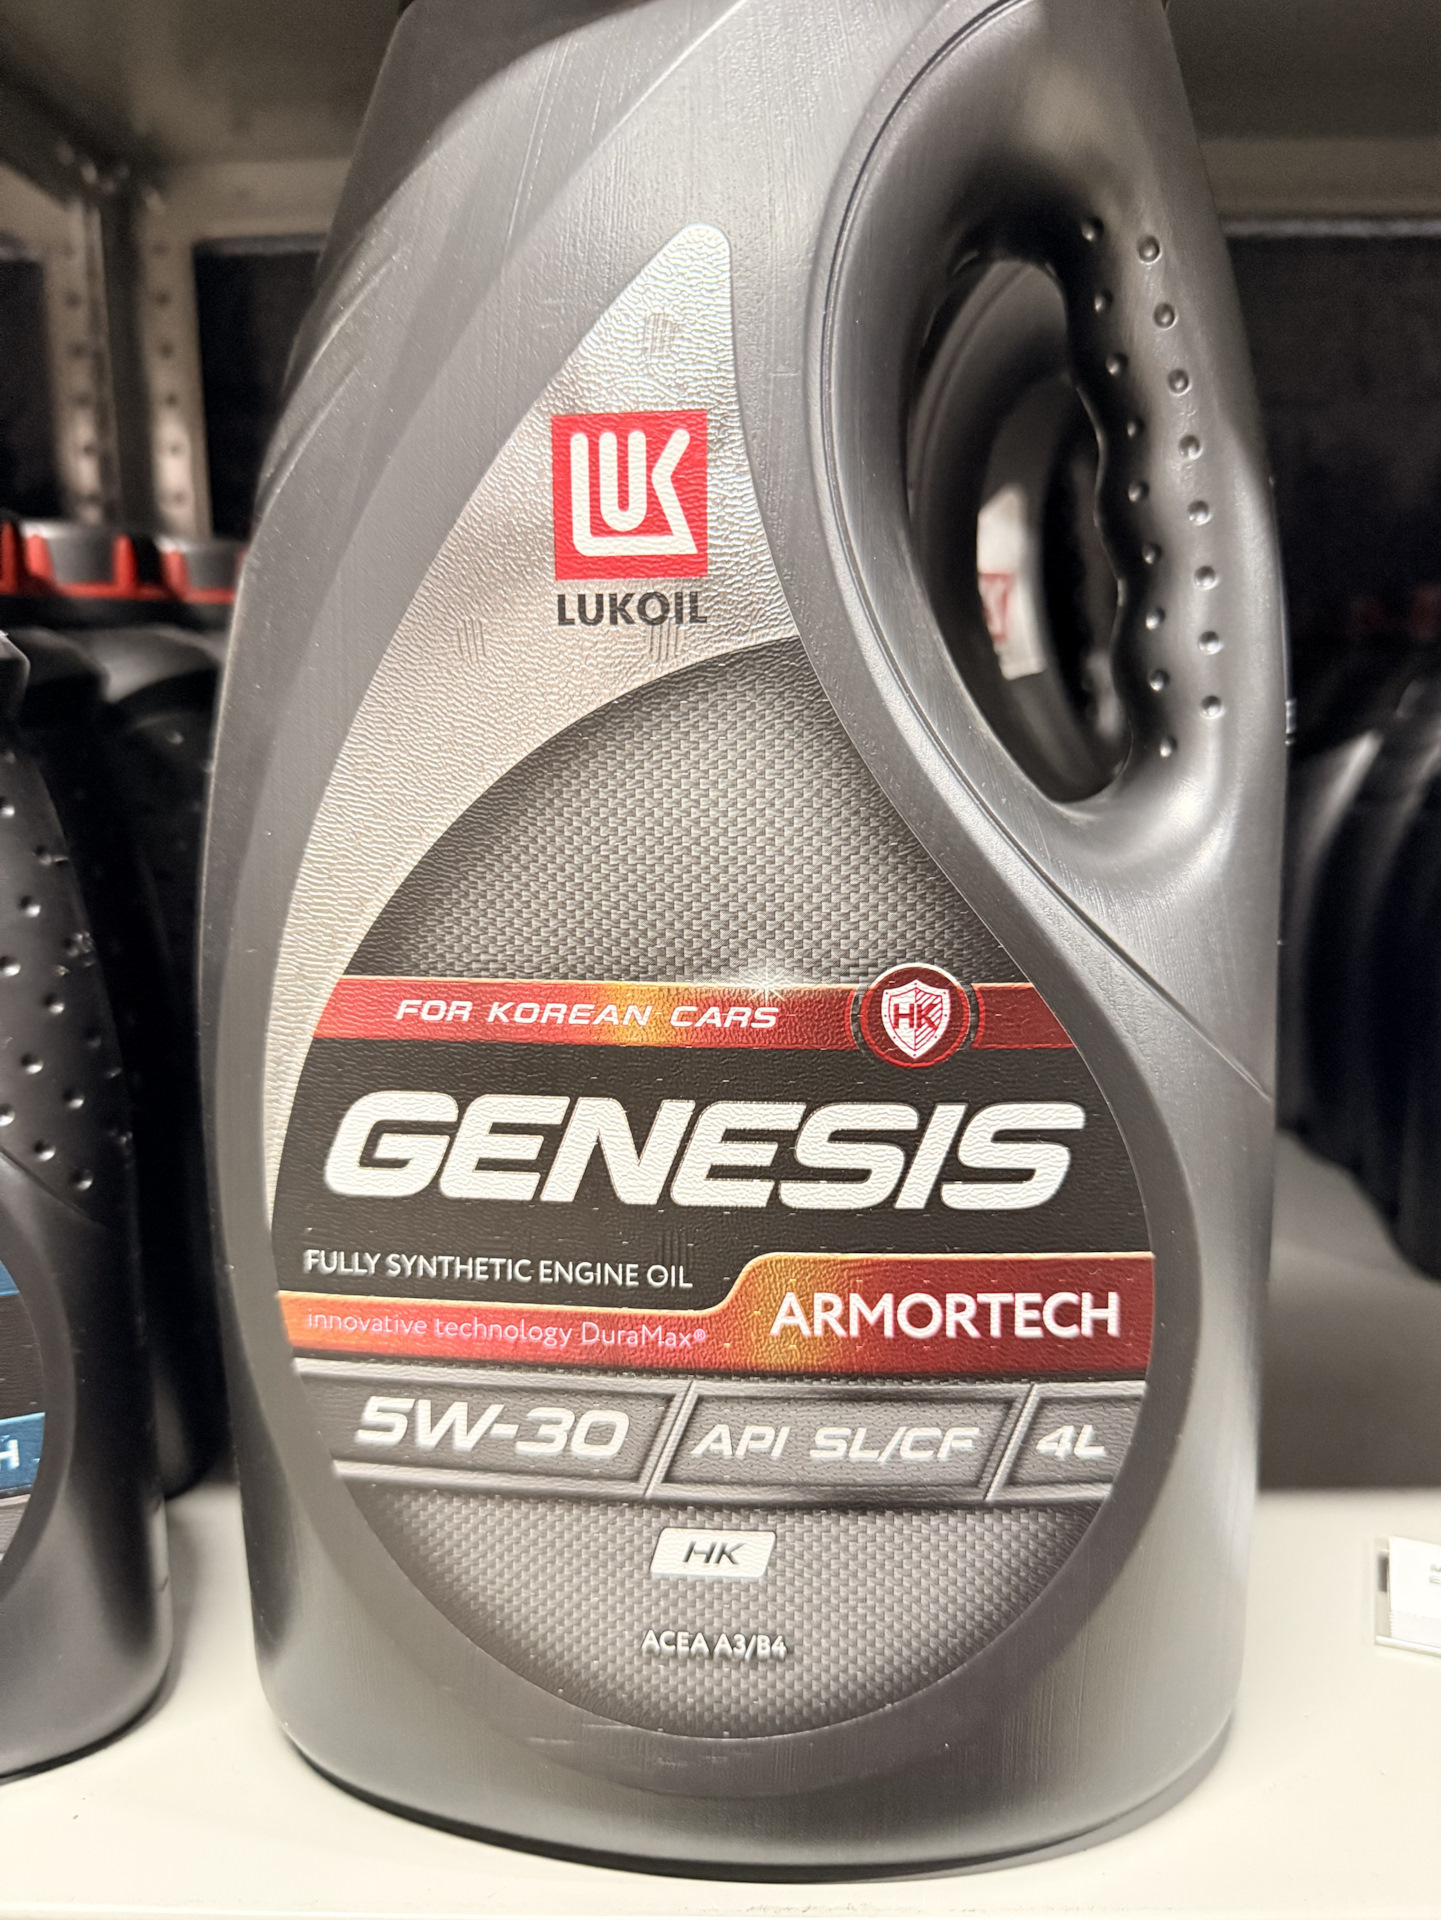 LUK
LUKOIL
FOR KOREAN CARS
HK
GENESIS
FULLY SYNTHETIC ENGINE OIL
innovative technology DuraMax®
ARMORTECH
5W-30
API SL/CF
4L
HK
ACEA A3/B4
H